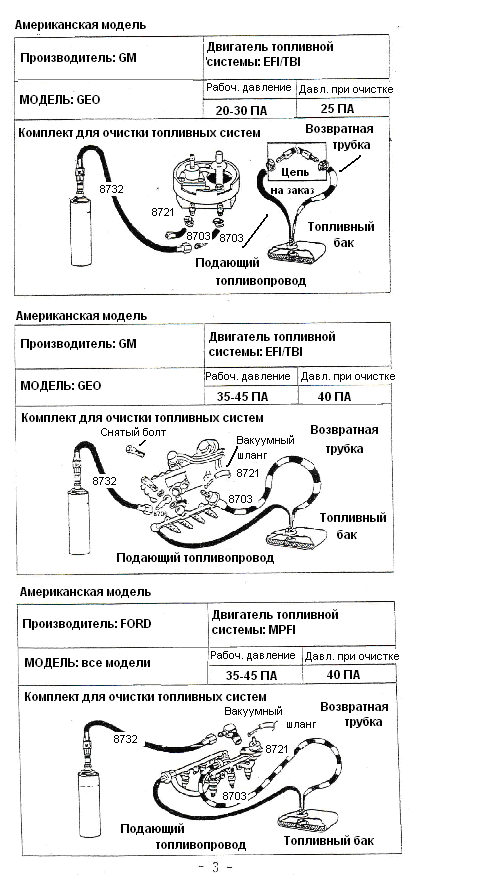 Американская модель
Производитель: GM
Двигатель топливной
системы: EFI/TBI
МОДЕЛЬ: GEO
Рабоч. давление
Давл. при очистке
20-30 ПА
25 ПА
Комплект для очистки топливных систем
Возвратная
трубка
8732
Цепь
на заказ
8721
8703
8703
Топливный
бак
Подающий
топливопровод
Американская модель
Производитель: GM
Двигатель топливной
системы: EFI/TBI
МОДЕЛЬ: GEO
Рабоч. давление
Давл. при очистке
35-45 ПА
40 ПА
Комплект для очистки топливных систем
Снятый болт
Вакуумный
шланг
Возвратная
трубка
8721
8732
8703
Топливный
бак
Подающий топливопровод
Американская модель
Производитель: FORD
Двигатель топливной
системы: MPFI
МОДЕЛЬ: все модели
Рабоч. давление
Давл. при очистке
35-45 ПА
40 ПА
Комплект для очистки топливных систем
Вакуумный
шланг
Возвратная
трубка
8732
8721
8703
Подающий
топливопровод
Топливный бак
- 3 -